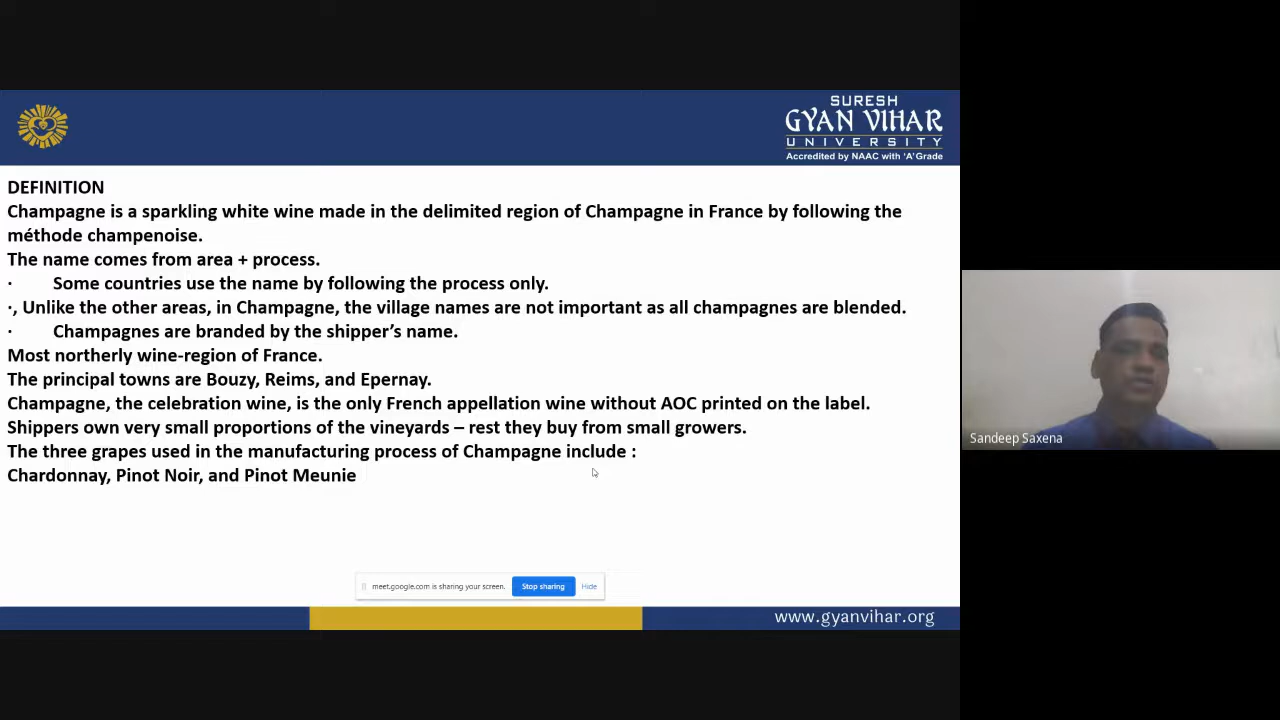 SURESH
GYAN VIHAR
UNIVERSITY
Accredited by NAAC with 'A' Grade
DEFINITION
Champagne is a sparkling white wine made in the delimited region of Champagne in France by following the
méthode champenoise.
The name comes from area + process.
· Some countries use the name by following the process only.
·, Unlike the other areas, in Champagne, the village names are not important as all champagnes are blended.
· Champagnes are branded by the shipper's name.
Most northerly wine-region of France.
The principal towns are Bouzy, Reims, and Epernay.
Champagne, the celebration wine, is the only French appellation wine without AOC printed on the label.
Shippers own very small proportions of the vineyards – rest they buy from small growers.
The three grapes used in the manufacturing process of Champagne include :
Chardonnay, Pinot Noir, and Pinot Meunie
Sandeep Saxena
meet.google.com is sharing your screen. Stop sharing Hide
www.gyanvihar.org